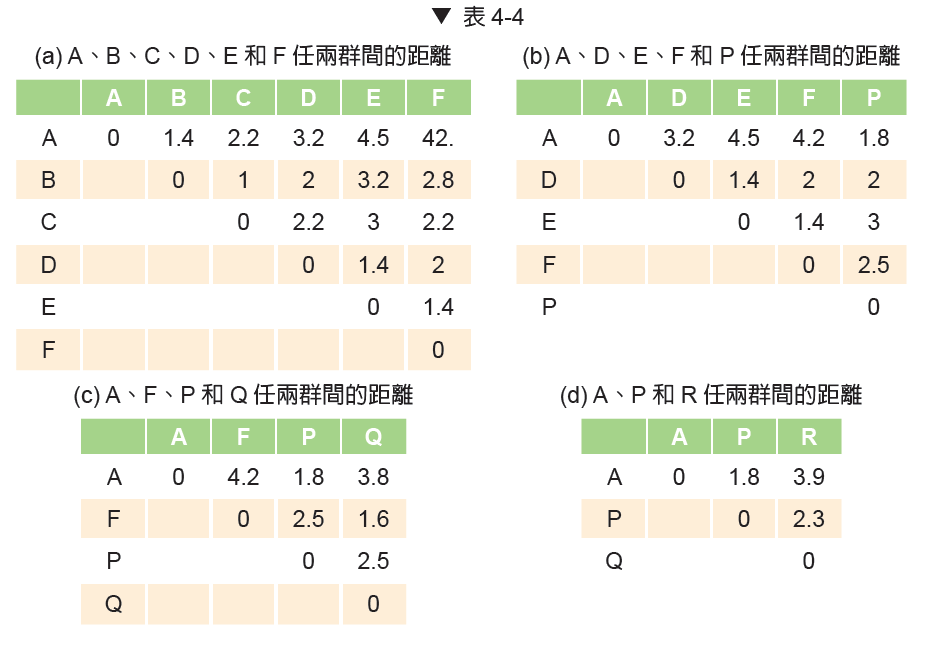 ▼ 表 4-4
(a) A、B、C、D、E 和 F 任兩群間的距離
A B C D E F
A 0 1.4 2.2 3.2 4.5 42.
B 0 1 2 3.2 2.8
C 0 2.2 3 2.2
D 0 1.4 2
E 0 1.4
F 0
(b) A、D、E、F 和 P 任兩群間的距離
A D E F P
A 0 3.2 4.5 4.2 1.8
D 0 1.4 2 2
E 0 1.4 3
F 0 2.5
P 0
(c) A、F、P 和 Q 任兩群間的距離
A F P Q
A 0 4.2 1.8 3.8
F 0 2.5 1.6
P 0 2.5
Q 0
(d) A、P 和 R 任兩群間的距離
A P R
A 0 1.8 3.9
P 0 2.3
Q 0